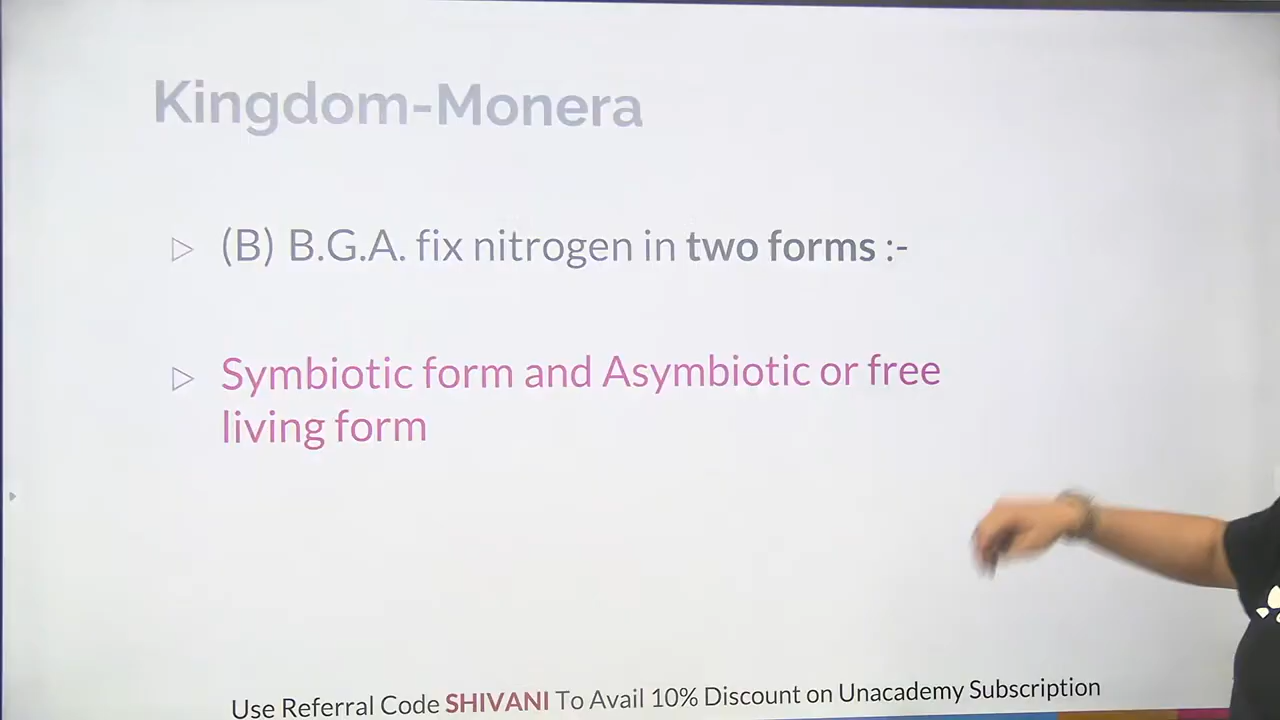 Kingdom-Monera
(B) B.G.A. fix nitrogen in two forms :-
Symbiotic form and Asymbiotic or free
living form
Use Referral Code SHIVANI To Avail 10% Discount on Unacademy Subscription